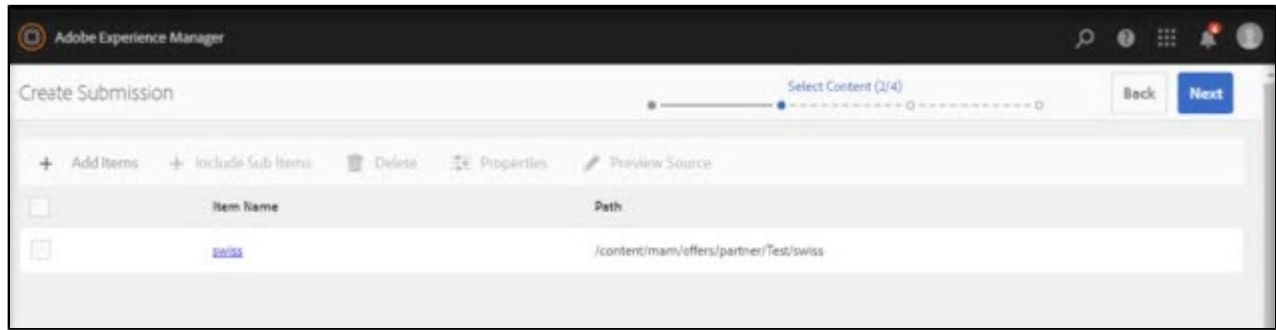 Adobe Experience Manager
4
Create Submission
Select Content (2/4)
Back
Next
+ Add Items + Include Sub Items Delete Properties Preview Source
Item Name Path
swiss /content/mam/offers/partner/Test/swiss